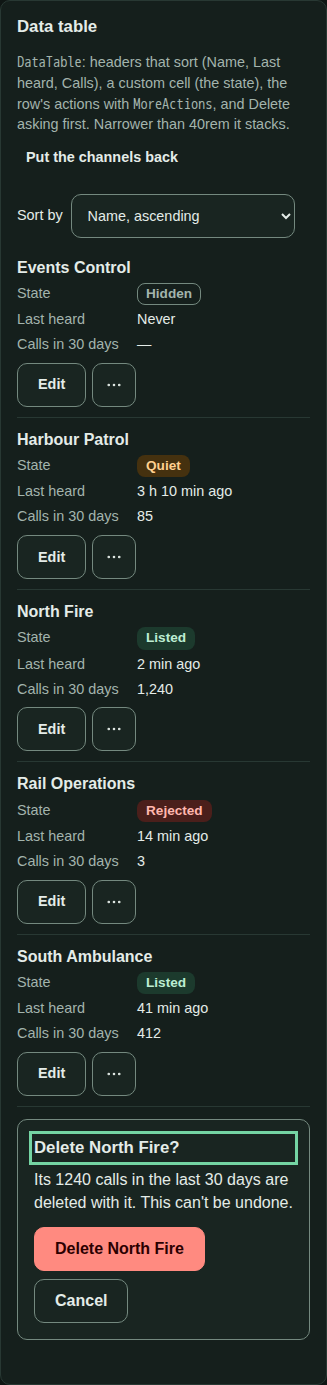 Data table
DataTable: headers that sort (Name, Last
heard, Calls), a custom cell (the state), the
row's actions with MoreActions, and Delete
asking first. Narrower than 40rem it stacks.
Put the channels back
Sort by Name, ascending
Events Control
State Hidden
Last heard Never
Calls in 30 days —
Edit ···
Harbour Patrol
State Quiet
Last heard 3 h 10 min ago
Calls in 30 days 85
Edit ···
North Fire
State Listed
Last heard 2 min ago
Calls in 30 days 1,240
Edit ···
Rail Operations
State Rejected
Last heard 14 min ago
Calls in 30 days 3
Edit ···
South Ambulance
State Listed
Last heard 41 min ago
Calls in 30 days 412
Edit ···
Delete North Fire?
Its 1240 calls in the last 30 days are
deleted with it. This can't be undone.
Delete North Fire
Cancel